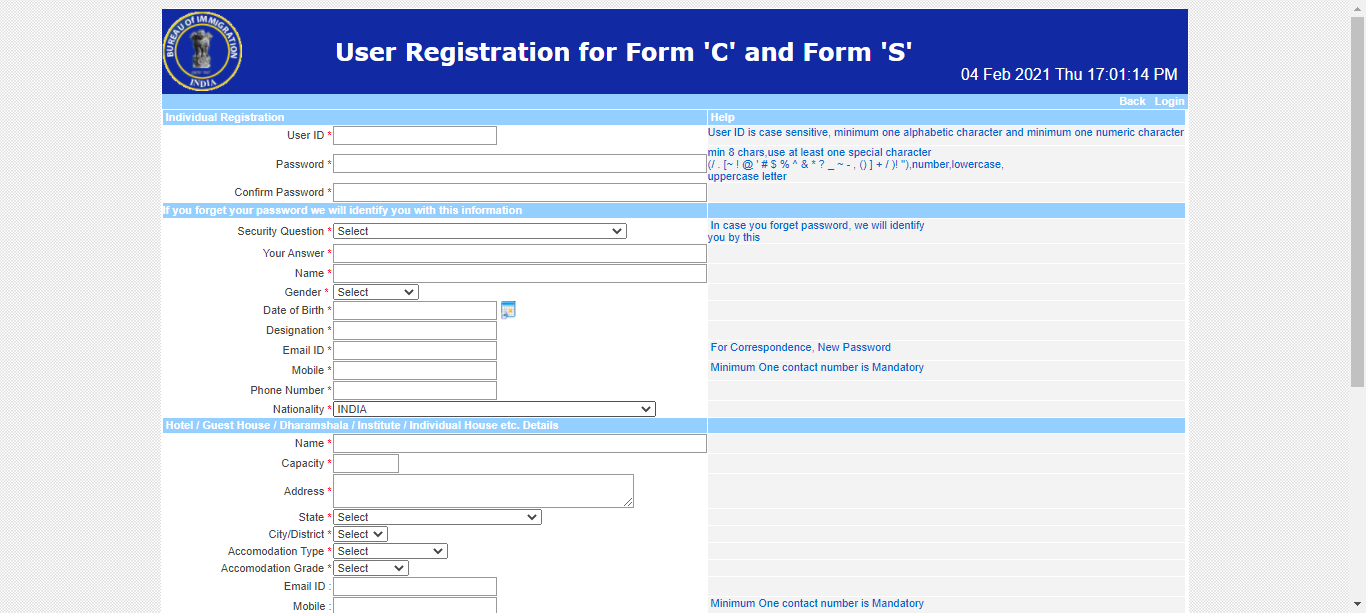 BUREAU OF IMMIGRATION
INDIA
User Registration for Form 'C' and Form 'S'
04 Feb 2021 Thu 17:01:14 PM
Back Login
Individual Registration Help
User ID * User ID is case sensitive, minimum one alphabetic character and minimum one numeric character
min 8 chars,use at least one special character
Password * (/ . [~ ! @ ' # $ % ^ & * ? _ ~ - , () ] + / )! "),number,lowercase,
uppercase letter
Confirm Password *
If you forget your password we will identify you with this information
Security Question * Select In case you forget password, we will identify
you by this
Your Answer *
Name *
Gender * Select
Date of Birth *
Designation *
Email ID * For Correspondence, New Password
Mobile * Minimum One contact number is Mandatory
Phone Number *
Nationality * INDIA
Hotel / Guest House / Dharamshala / Institute / Individual House etc. Details
Name *
Capacity *
Address *
State * Select
City/District * Select
Accomodation Type * Select
Accomodation Grade * Select
Email ID :
Mobile : Minimum One contact number is Mandatory